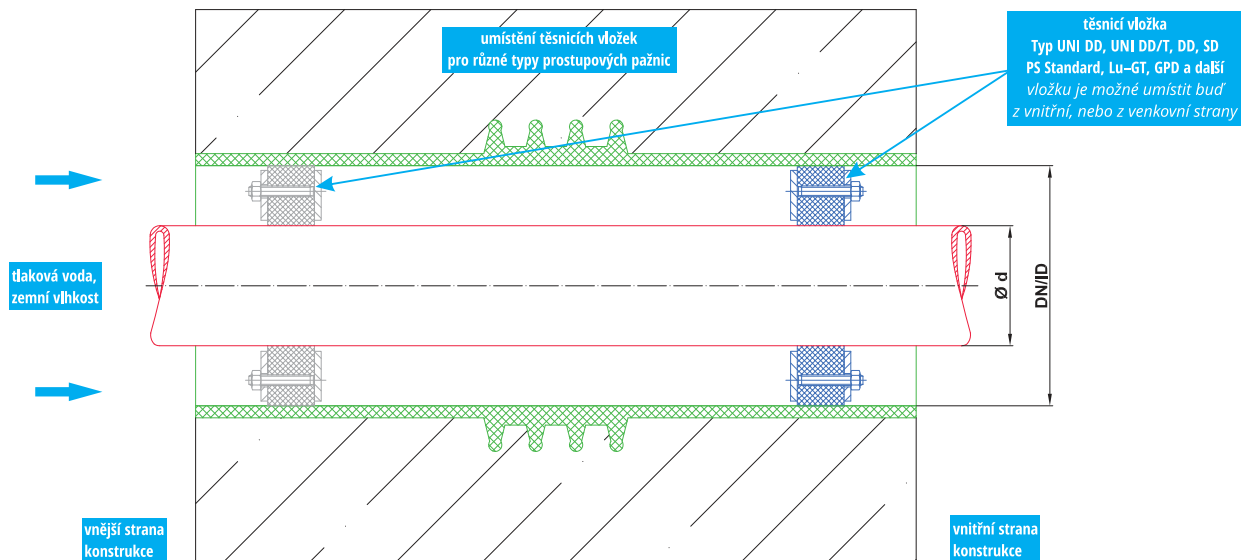 umístění těsnicích vložek
pro různé typy prostupových pažnic
těsnicí vložka
Typ UNI DD, UNI DD/T, DD, SD
PS Standard, Lu–GT, GPD a další
vložku je možné umístit buď
z vnitřní, nebo z venkovní strany
tlaková voda,
zemní vlhkost
Ø d
DN/ID
vnější strana
konstrukce
vnitřní strana
konstrukce